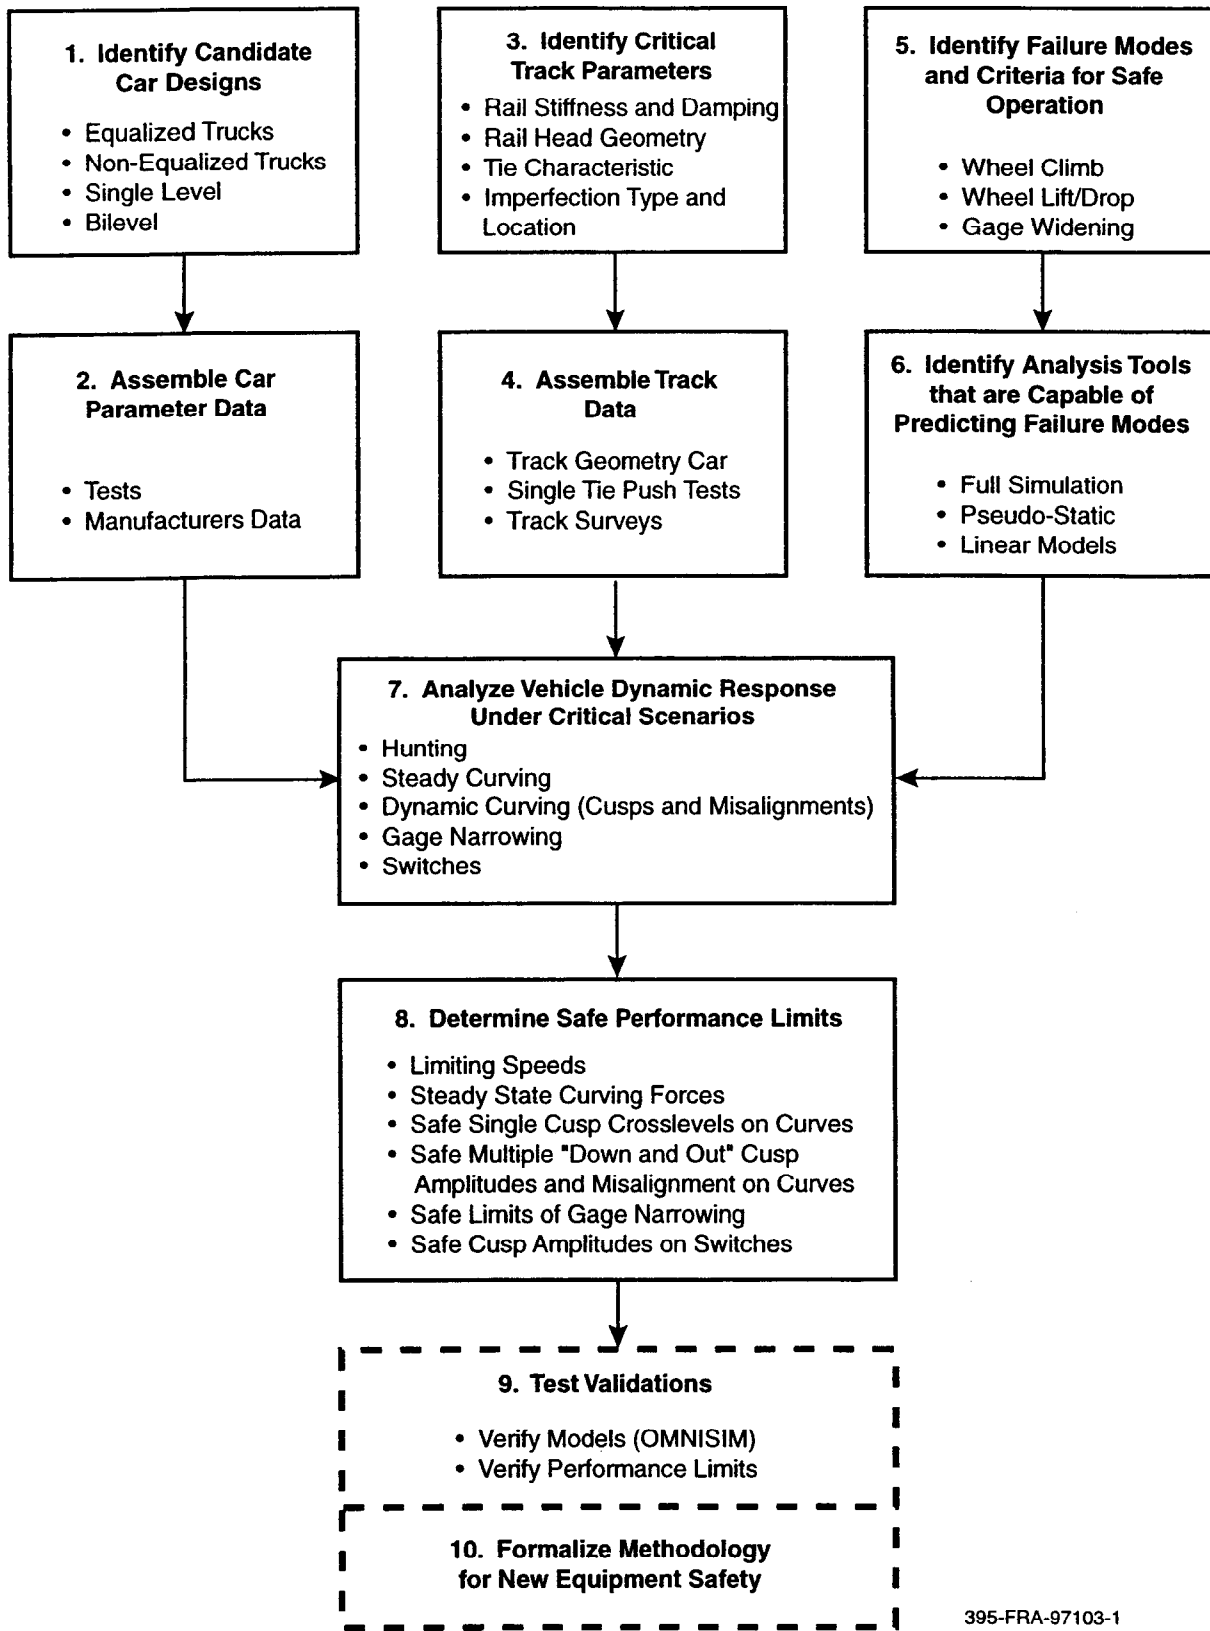 1. Identify Candidate
Car Designs
• Equalized Trucks
• Non-Equalized Trucks
• Single Level
• Bilevel
3. Identify Critical
Track Parameters
• Rail Stiffness and Damping
• Rail Head Geometry
• Tie Characteristic
• Imperfection Type and
Location
5. Identify Failure Modes
and Criteria for Safe
Operation
• Wheel Climb
• Wheel Lift/Drop
• Gage Widening
2. Assemble Car
Parameter Data
• Tests
• Manufacturers Data
4. Assemble Track
Data
• Track Geometry Car
• Single Tie Push Tests
• Track Surveys
6. Identify Analysis Tools
that are Capable of
Predicting Failure Modes
• Full Simulation
• Pseudo-Static
• Linear Models
7. Analyze Vehicle Dynamic Response
Under Critical Scenarios
• Hunting
• Steady Curving
• Dynamic Curving (Cusps and Misalignments)
• Gage Narrowing
• Switches
8. Determine Safe Performance Limits
• Limiting Speeds
• Steady State Curving Forces
• Safe Single Cusp Crosslevels on Curves
• Safe Multiple "Down and Out" Cusp
Amplitudes and Misalignment on Curves
• Safe Limits of Gage Narrowing
• Safe Cusp Amplitudes on Switches
9. Test Validations
• Verify Models (OMNISIM)
• Verify Performance Limits
10. Formalize Methodology
for New Equipment Safety
395-FRA-97103-1